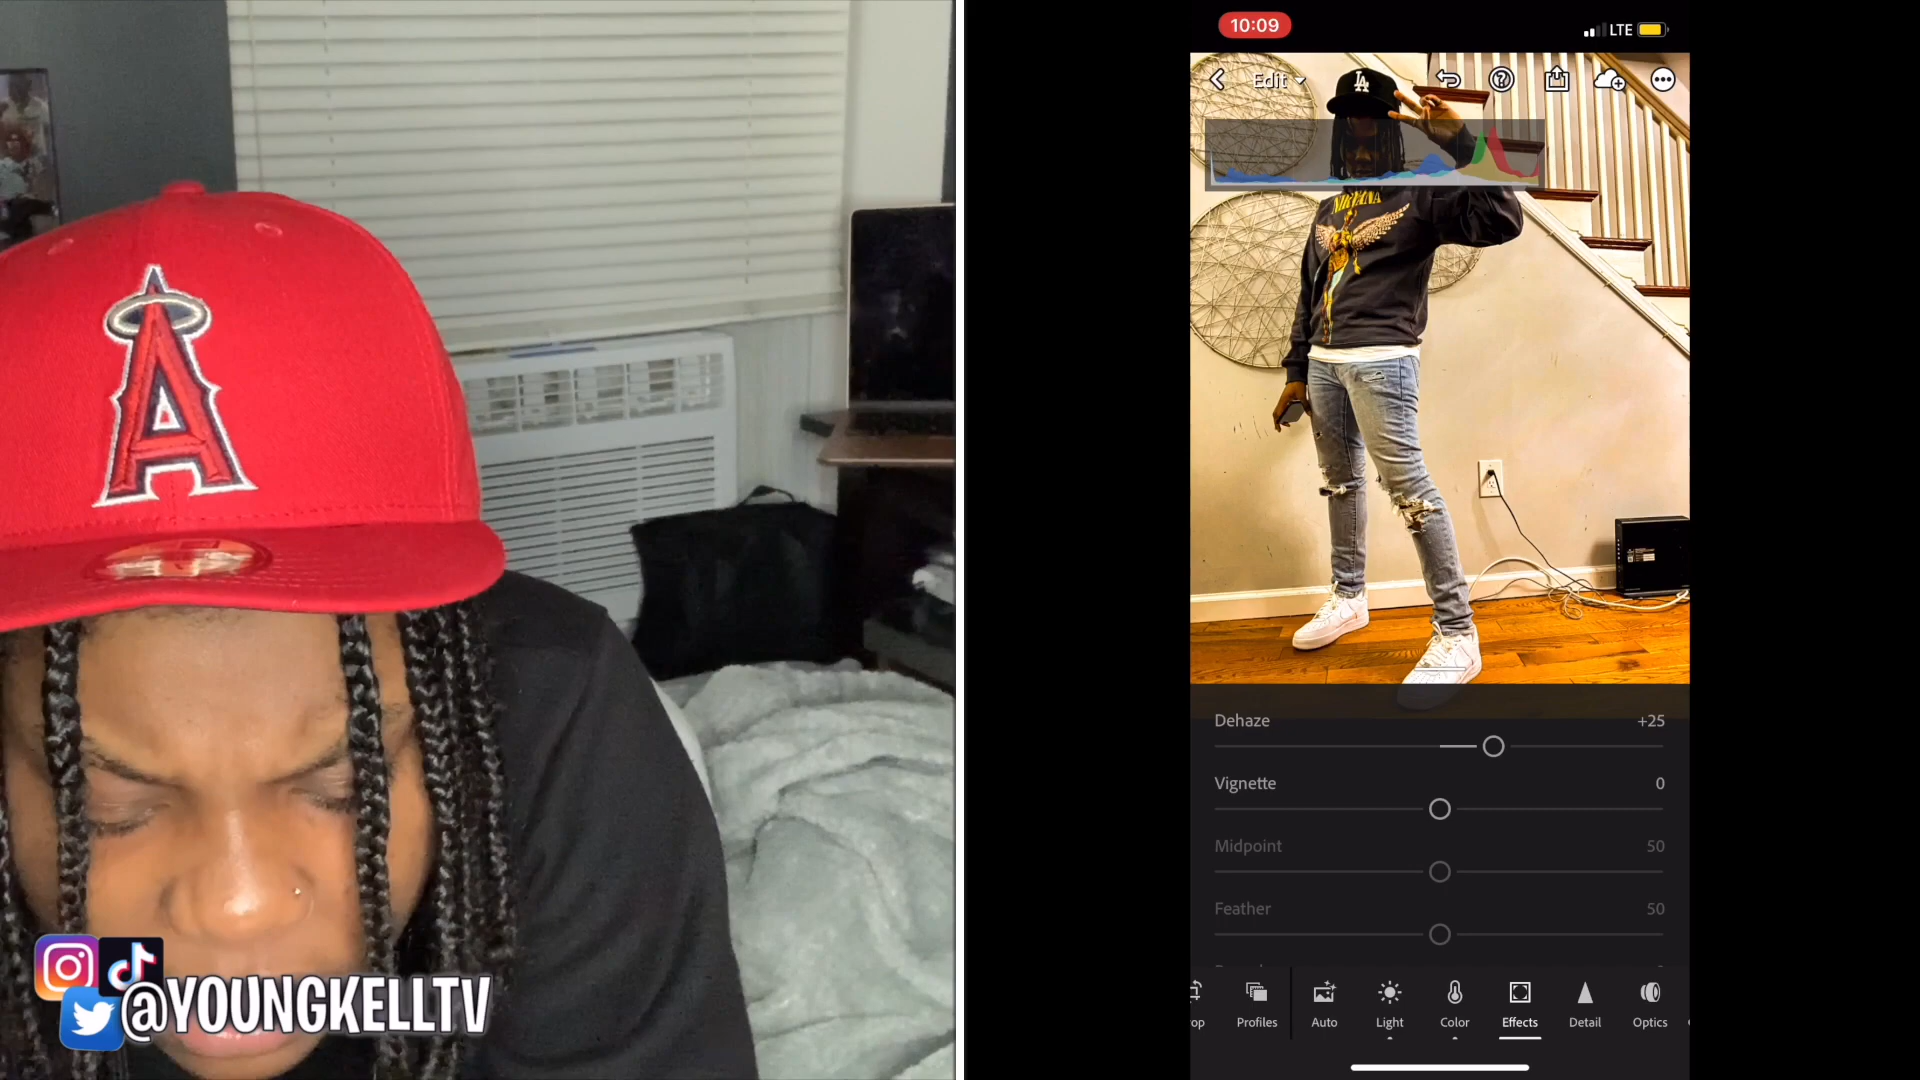 A
@YOUNGKELLTV
10:09
LTE
Edit
LA
NIRVANA
Dehaze +25
Vignette 0
Midpoint 50
Feather 50
Profiles
Auto
Light
Color
Effects
Detail
Optics